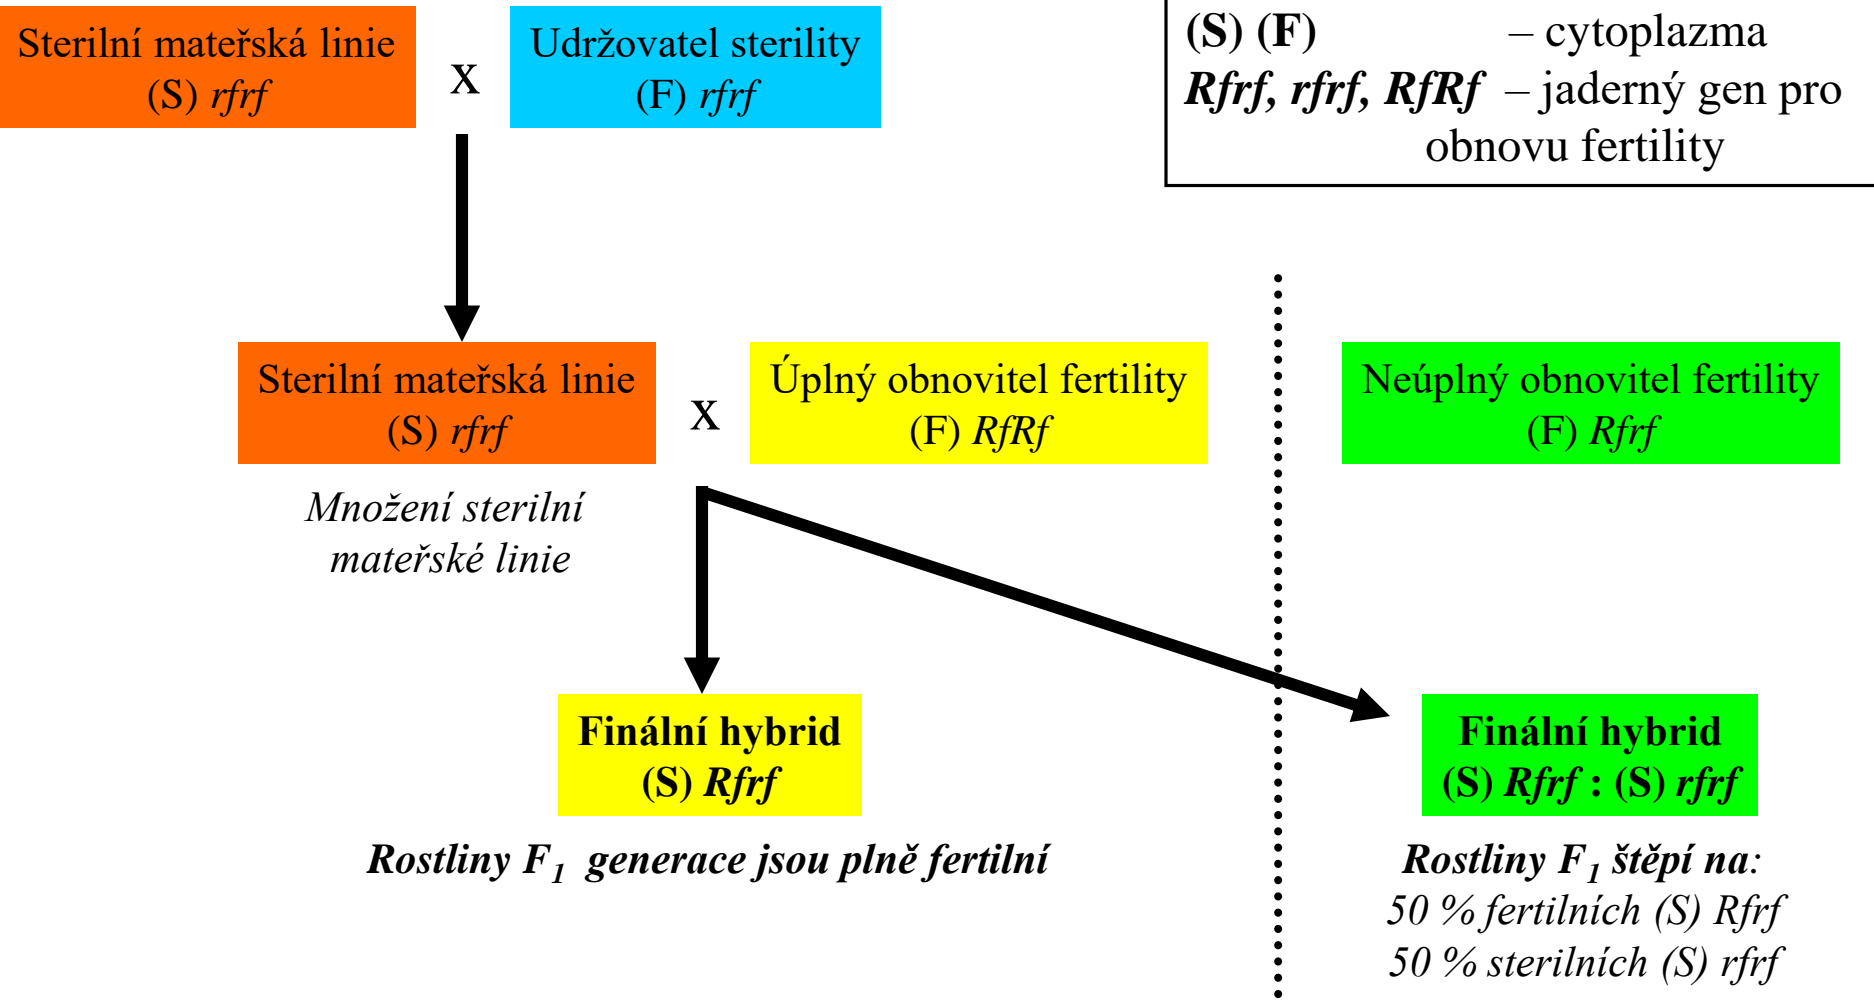 Sterilní mateřská linie
(S) rfrf
x
Udržovatel sterility
(F) rfrf
(S) (F) – cytoplazma
Rfrf, rfrf, RfRf – jaderný gen pro
obnovu fertility
Sterilní mateřská linie
(S) rfrf
x
Úplný obnovitel fertility
(F) RfRf
Neúplný obnovitel fertility
(F) Rfrf
Množení sterilní
mateřské linie
Finální hybrid
(S) Rfrf
Finální hybrid
(S) Rfrf : (S) rfrf
Rostliny F1 generace jsou plně fertilní
Rostliny F1 štěpí na:
50 % fertilních (S) Rfrf
50 % sterilních (S) rfrf